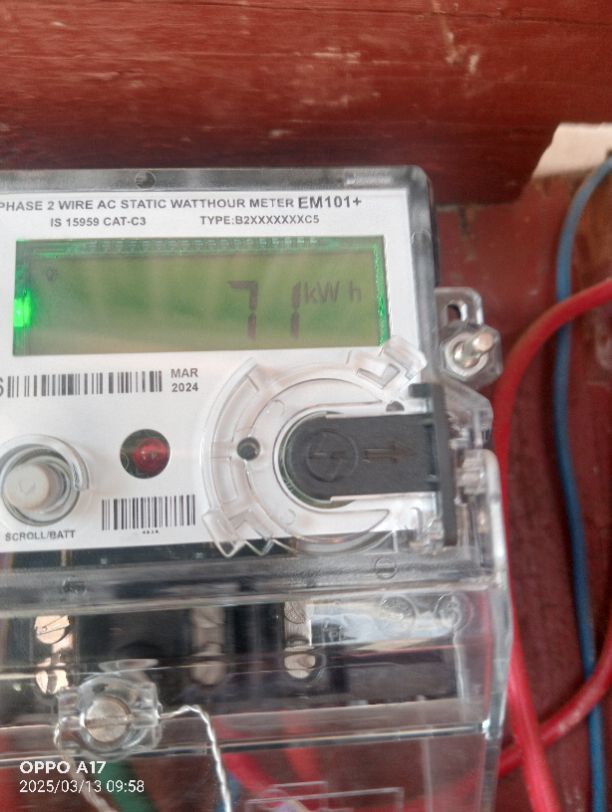 PHASE 2 WIRE AC STATIC WATTHOUR METER EM101+
IS 15959 CAT-C3 TYPE:B2XXXXXXXC5
71 kWh
MAR
2024
SCROLL/BATT
OPPO A17
2025/03/13 09:58